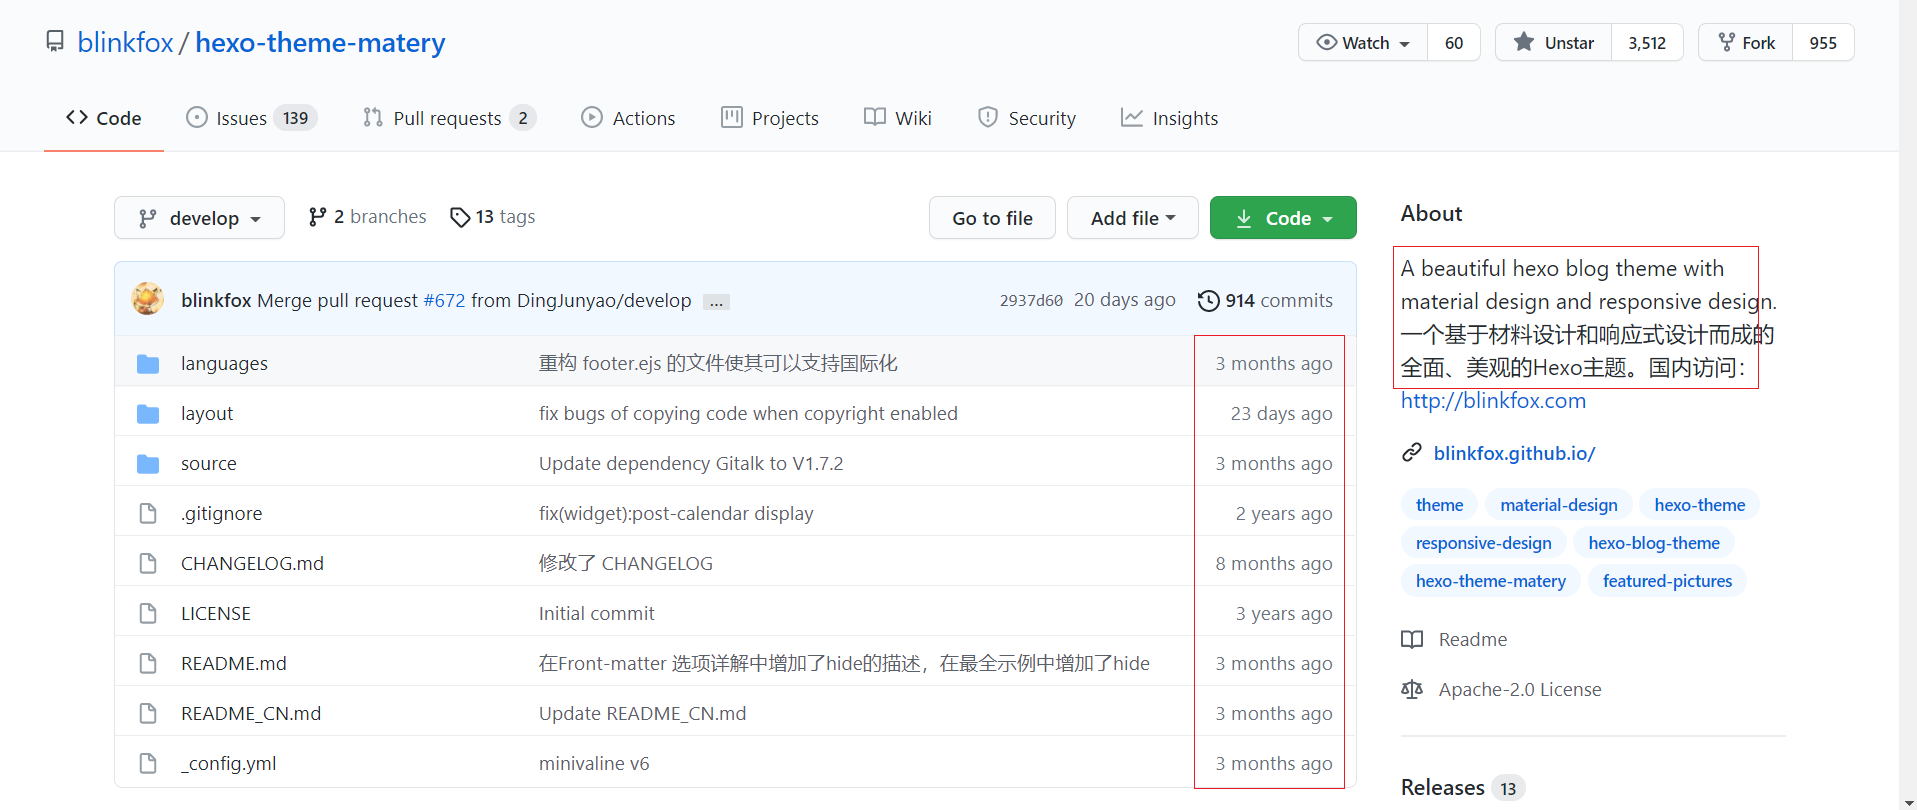 blinkfox / hexo-theme-matery
Watch 60 Unstar 3,512 Fork 955
Code Issues 139 Pull requests 2 Actions Projects Wiki Security Insights
develop 2 branches 13 tags Go to file Add file Code
blinkfox Merge pull request #672 from DingJunyao/develop ... 2937d60 20 days ago 914 commits
languages 重构 footer.ejs 的文件使其可以支持国际化 3 months ago
layout fix bugs of copying code when copyright enabled 23 days ago
source Update dependency Gitalk to V1.7.2 3 months ago
.gitignore fix(widget):post-calendar display 2 years ago
CHANGELOG.md 修改了 CHANGELOG 8 months ago
LICENSE Initial commit 3 years ago
README.md 在Front-matter 选项详解中增加了hide的描述，在最全示例中增加了hide 3 months ago
README_CN.md Update README_CN.md 3 months ago
_config.yml minivaline v6 3 months ago
About
A beautiful hexo blog theme with
material design and responsive design.
一个基于材料设计和响应式设计而成的
全面、美观的Hexo主题。国内访问：
http://blinkfox.com
blinkfox.github.io/
theme material-design hexo-theme
responsive-design hexo-blog-theme
hexo-theme-matery featured-pictures
Readme
Apache-2.0 License
Releases 13